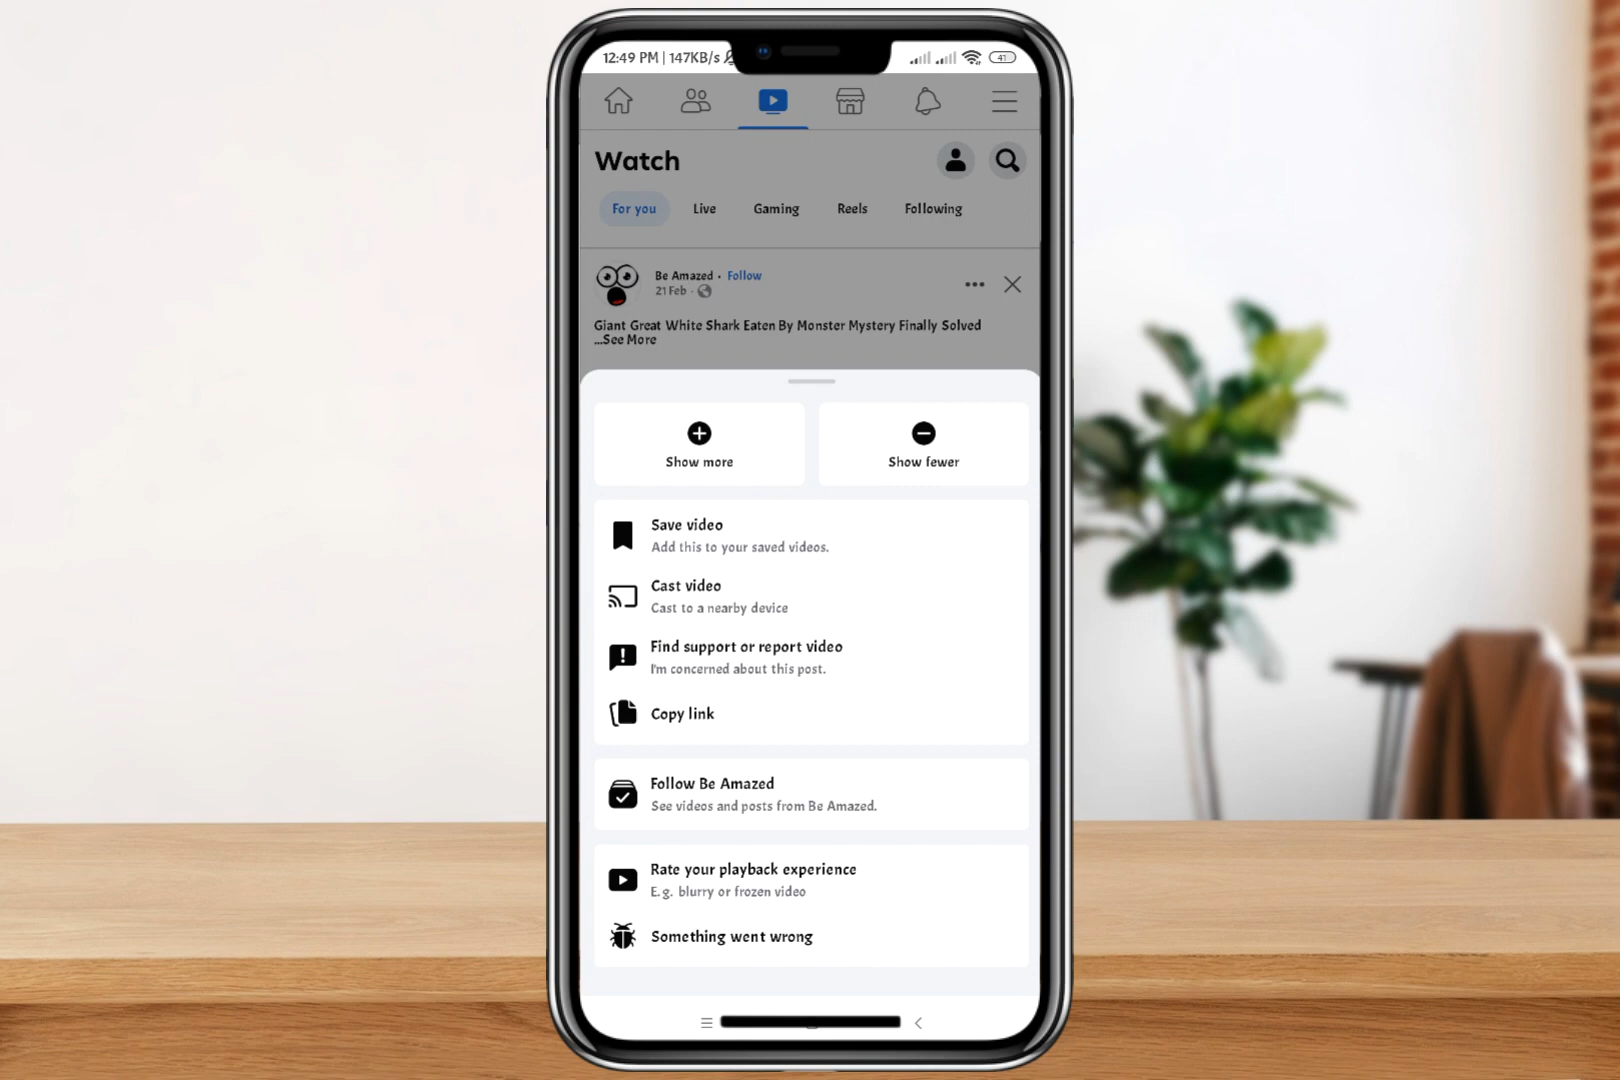 12:49 PM | 147KB/s
41
Watch
For you
Live
Gaming
Reels
Following
Be Amazed · Follow
21 Feb ·
Giant Great White Shark Eaten By Monster Mystery Finally Solved
...See More
Show more
Show fewer
Save video
Add this to your saved videos.
Cast video
Cast to a nearby device
Find support or report video
I'm concerned about this post.
Copy link
Follow Be Amazed
See videos and posts from Be Amazed.
Rate your playback experience
E.g. blurry or frozen video
Something went wrong